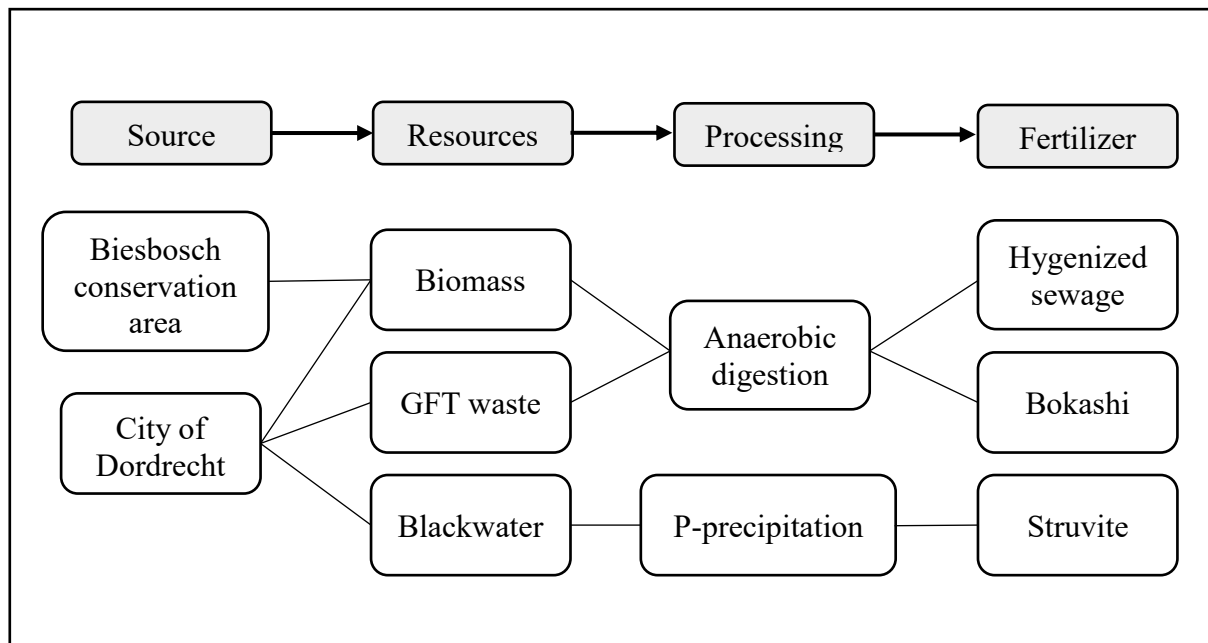 Source
Resources
Processing
Fertilizer
Biesbosch
conservation
area
Biomass
Hygenized
sewage
Anaerobic
digestion
GFT waste
Bokashi
City of
Dordrecht
Blackwater
P-precipitation
Struvite